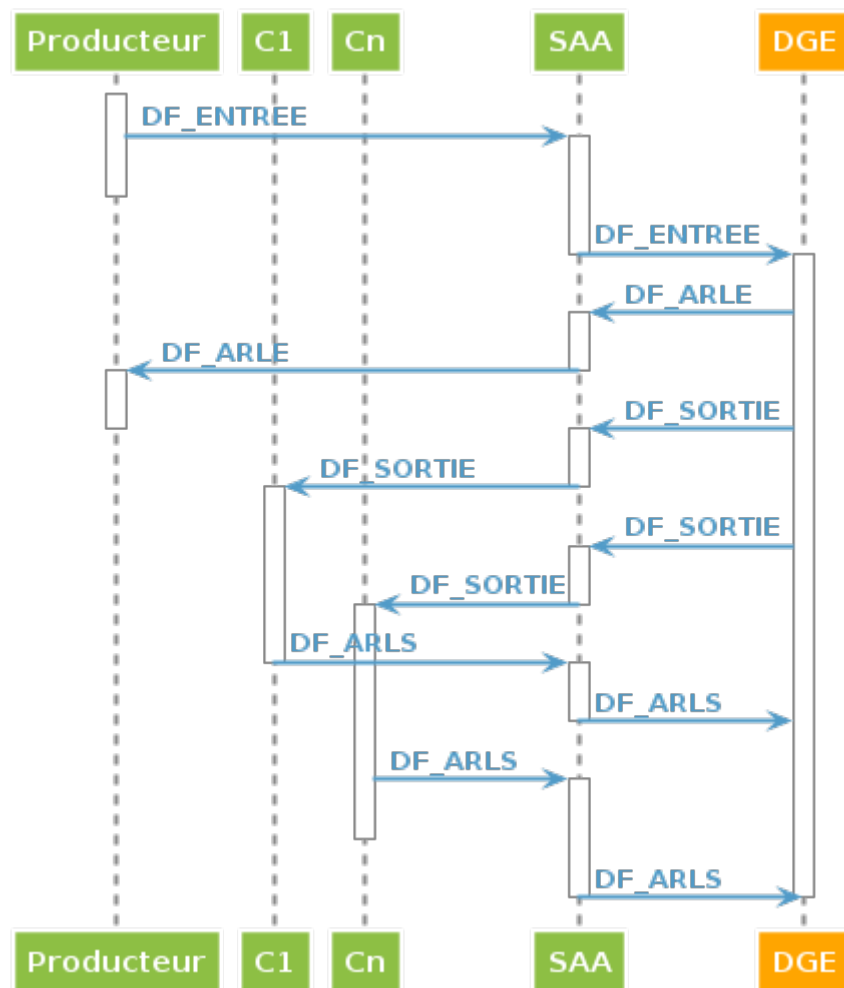 Producteur C1 Cn SAA DGE
DF_ENTREE
DF_ENTREE
DF_ARLE
DF_ARLE
DF_SORTIE
DF_SORTIE
DF_SORTIE
DF_SORTIE
DF_ARLS
DF_ARLS
DF_ARLS
DF_ARLS
Producteur C1 Cn SAA DGE